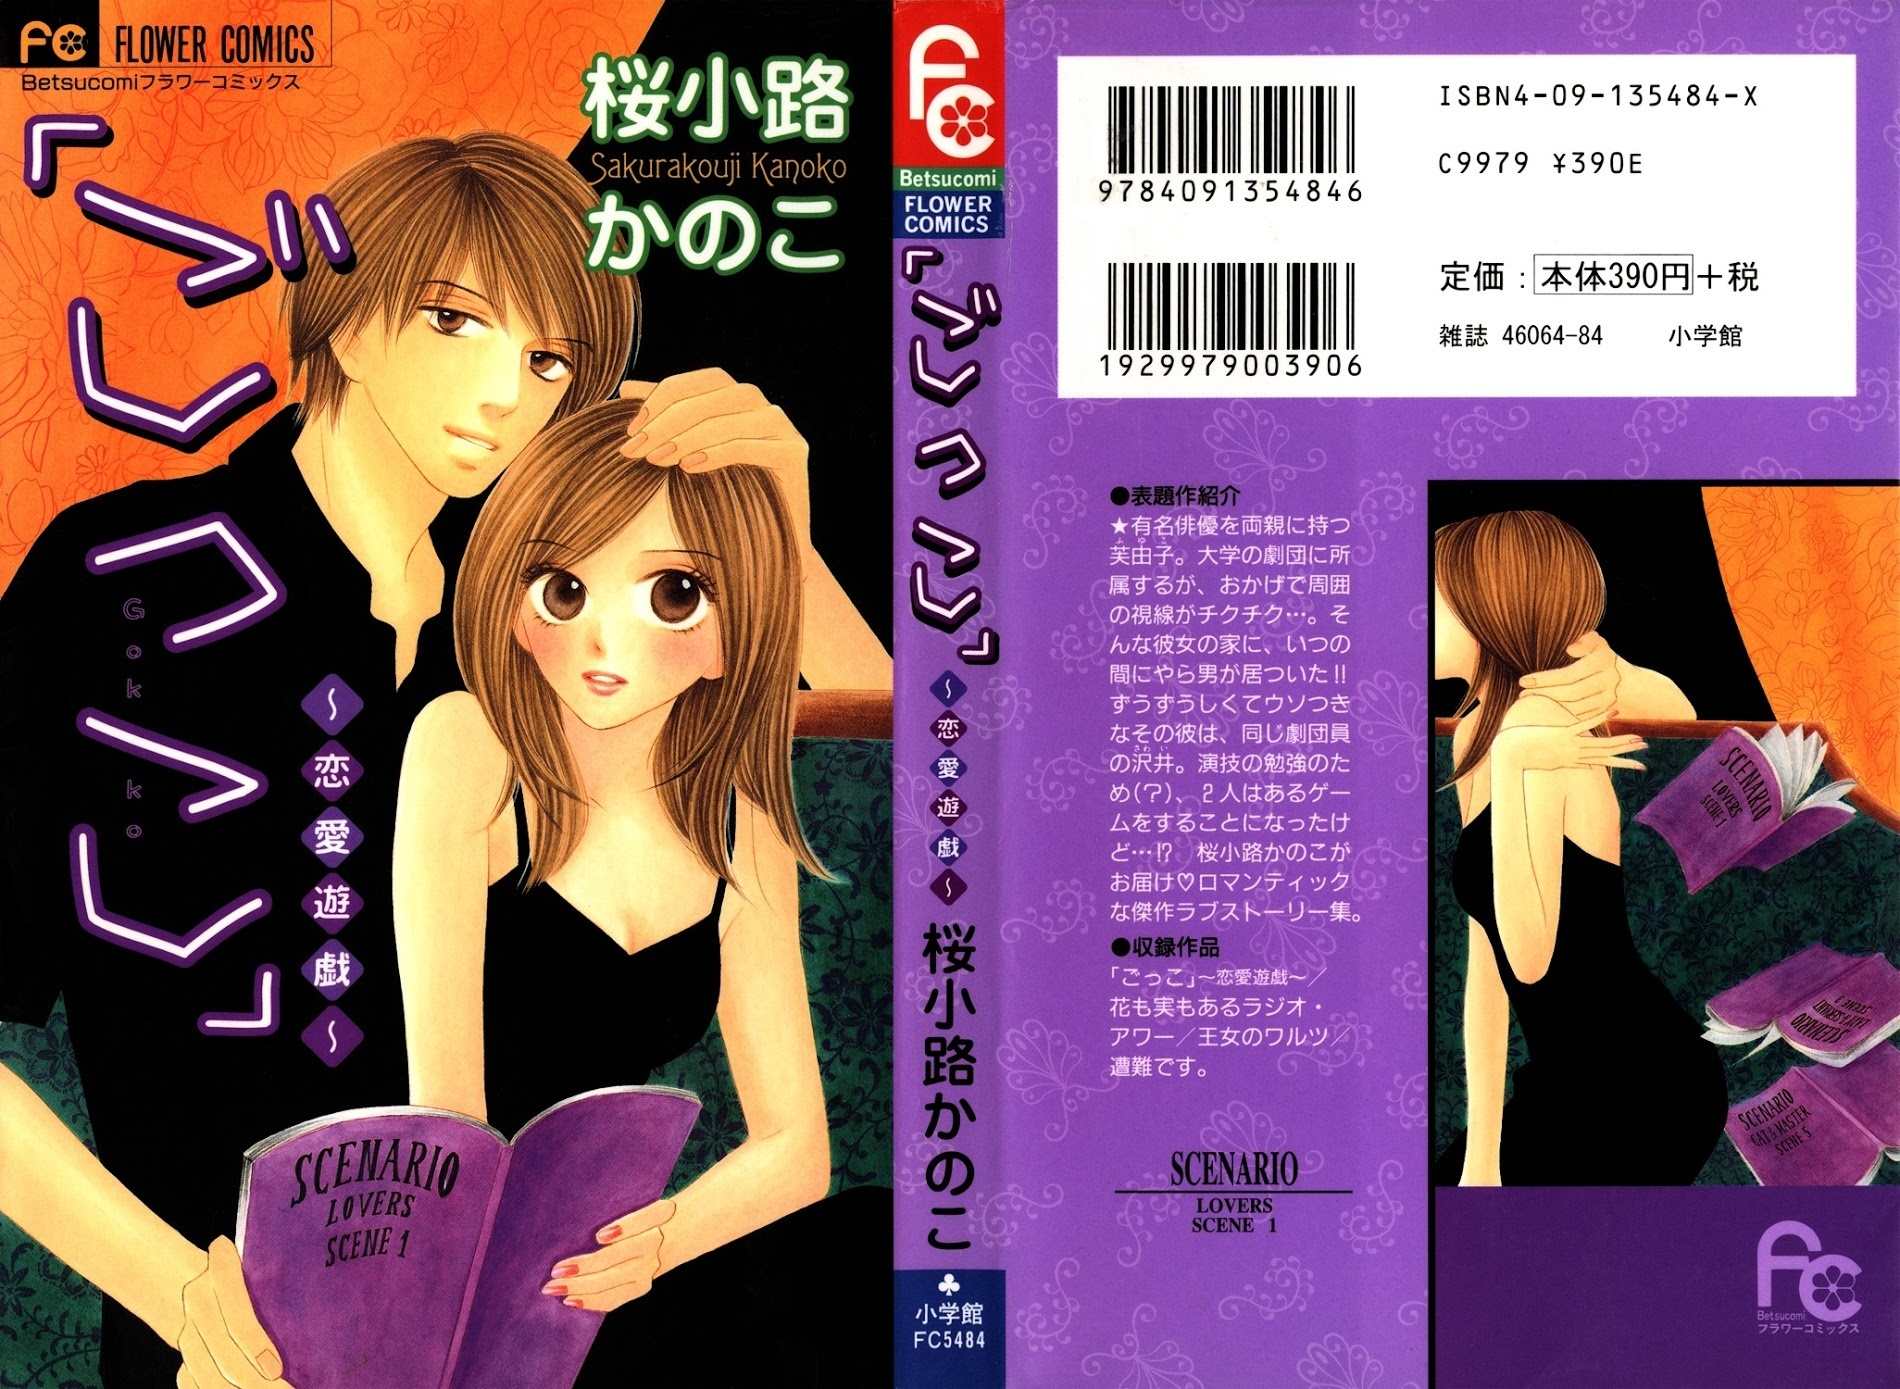 FC FLOWER COMICS
Betsucomiフラワーコミックス
桜小路
Sakurakouji Kanoko
かのこ
『ごっこ』
Gokko
～恋愛遊戯～
SCENARIO
LOVERS
SCENE 1
FC
Betsucomi
FLOWER
COMICS
『ごっこ』
～恋愛遊戯～
桜小路かのこ
小学館
FC5484
9784091354846
ISBN4-09-135484-X
C9979 ¥390E
1929979003906
定価：本体390円＋税
雑誌 46064-84 小学館
●表題作紹介
★有名俳優を両親に持つ
芙由子。大学の劇団に所
属するが、おかげで周囲
の視線がチクチク…。そ
んな彼女の家に、いつの
間にやら男が居ついた!!
ずうずうしくてウソつき
なその彼は、同じ劇団員
の沢井。演技の勉強のた
め(？)、２人はあるゲー
ムをすることになったけ
ど…!?　桜小路かのこが
お届け♡ロマンティック
な傑作ラブストーリー集。
●収録作品
「ごっこ」～恋愛遊戯～／
花も実もあるラジオ・
アワー／王女のワルツ／
遭難です。
SCENARIO
LOVERS
SCENE 1
SCENARIO
LOVERS
SCENE 1
SCENARIO
SCENARIO
CAT & MASTER
SCENE 5
FC
Betsucomi
フラワーコミックス